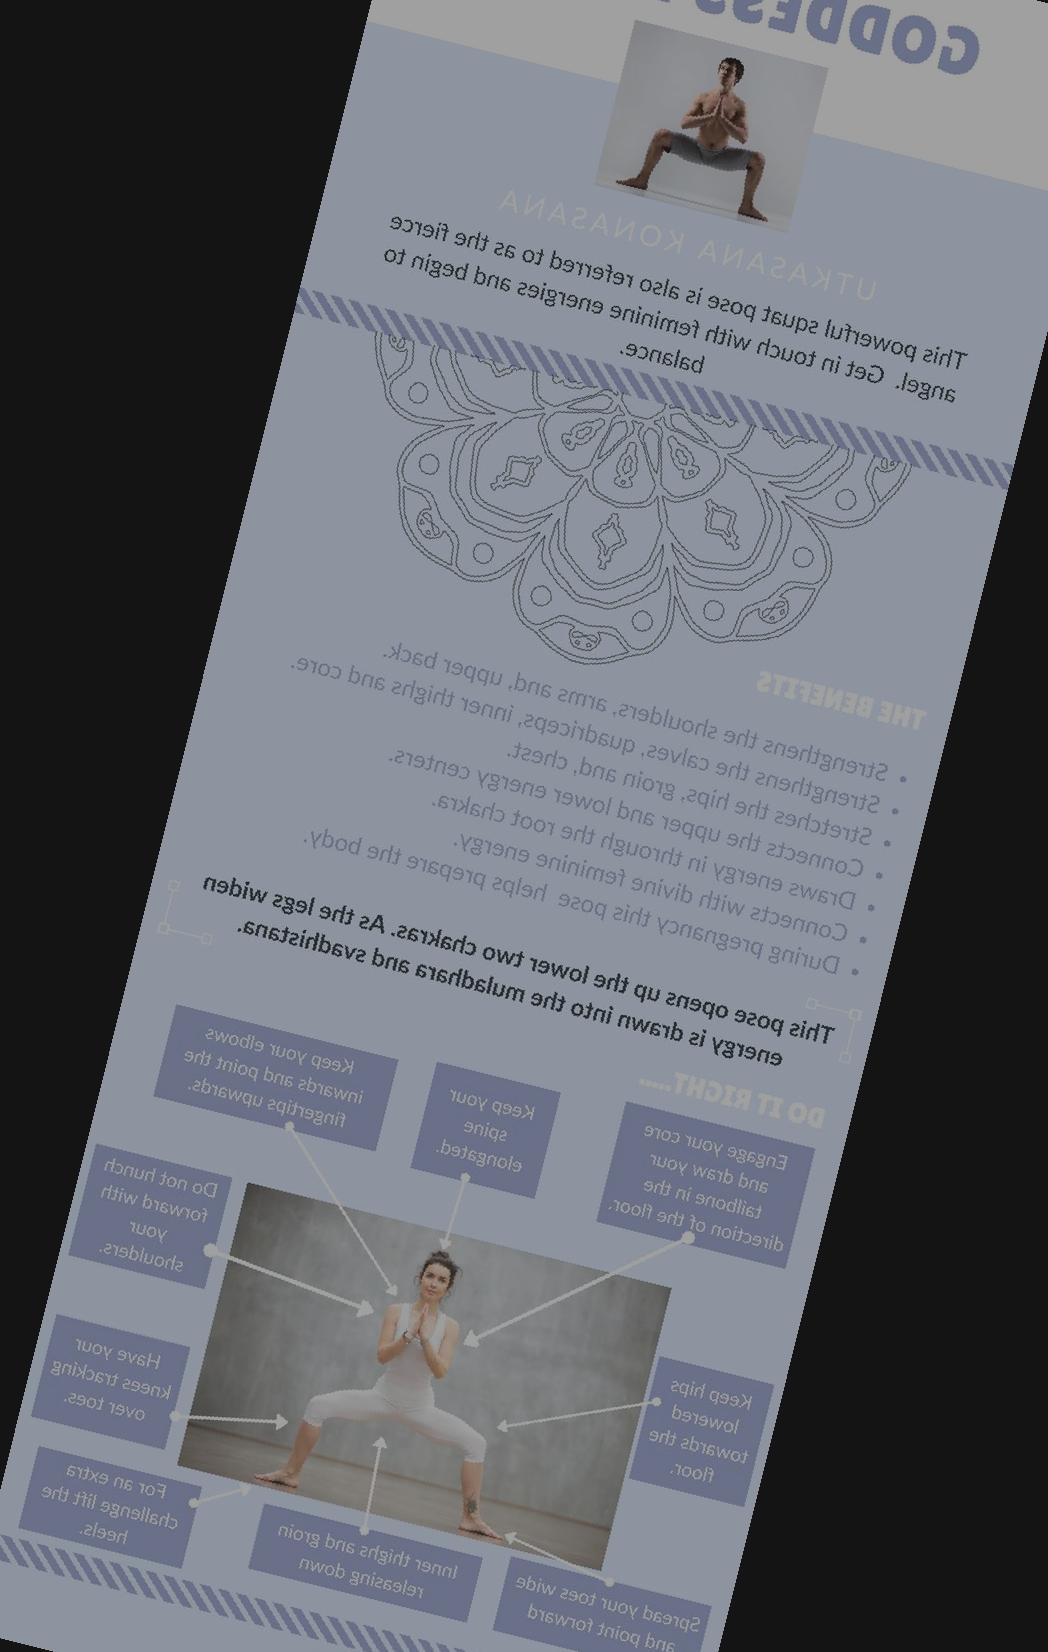 GODDESS
UTKASANA KONASANA
This powerful squat pose is also referred to as the fierce
angel. Get in touch with feminine energies and begin to
balance.
THE BENEFITS
• Strengthens the shoulders, arms and, upper back.
• Strengthens the calves, quadriceps, inner thighs and core.
• Stretches the hips, groin and, chest.
• Connects the upper and lower energy centers.
• Draws energy in through the root chakra.
• Connects with divine feminine energy.
• During pregnancy this pose helps prepare the body.
This pose opens up the lower two chakras. As the legs widen
energy is drawn into the muladhara and svadhistana.
DO IT RIGHT....
Engage your core
and draw and your
tailbone in the
direction of the floor.
Keep your
spine
elongated.
Keep your elbows
inwards and point the
fingertips upwards.
Do not hunch
forward with
your
shoulders.
Keep hips
lowered
towards the
floor.
Have your
knees tracking
over toes.
Spread your toes wide
and point forward
Inner thighs and groin
releasing down
For an extra
challenge lift the
heels.